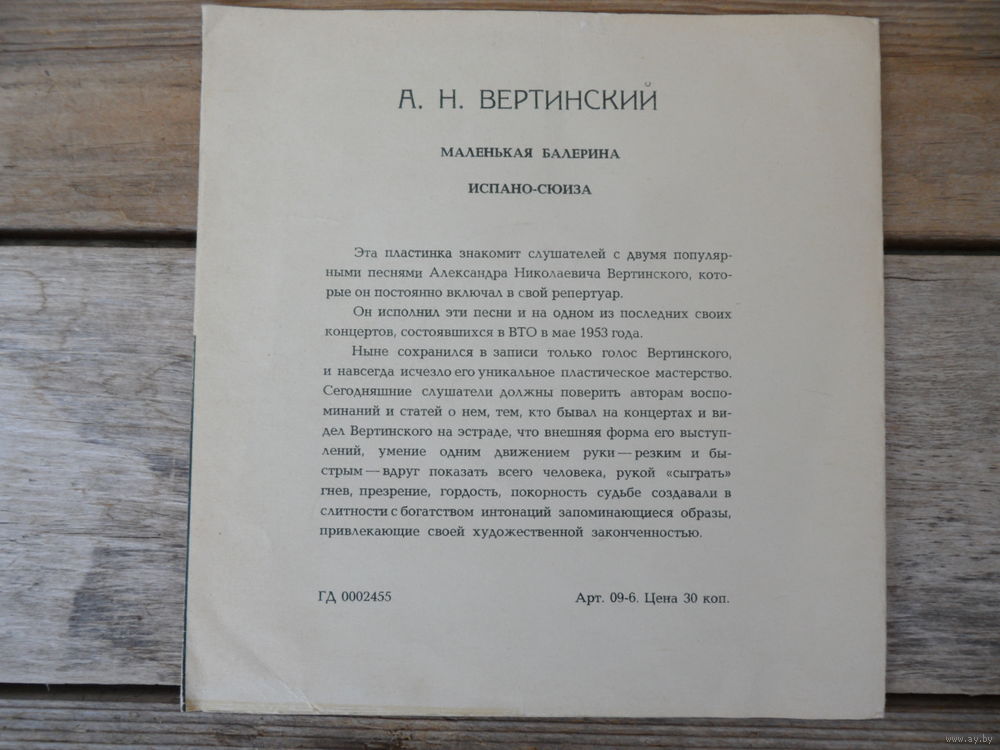 А. Н. ВЕРТИНСКИЙ
МАЛЕНЬКАЯ БАЛЕРИНА
ИСПАНО-СЮИЗА
Эта пластинка знакомит слушателей с двумя популяр-
ными песнями Александра Николаевича Вертинского, кото-
рые он постоянно включал в свой репертуар.
Он исполнил эти песни и на одном из последних своих
концертов, состоявшихся в ВТО в мае 1953 года.
Ныне сохранился в записи только голос Вертинского,
и навсегда исчезло его уникальное пластическое мастерство.
Сегодняшние слушатели должны поверить авторам воспо-
минаний и статей о нем, тем, кто бывал на концертах и ви-
дел Вертинского на эстраде, что внешняя форма его выступ-
лений, умение одним движением руки — резким и бы-
стрым — вдруг показать всего человека, рукой «сыграть»
гнев, презрение, гордость, покорность судьбе создавали в
слитности с богатством интонаций запоминающиеся образы,
привлекающие своей художественной законченностью.
ГД 0002455
Арт. 09-6. Цена 30 коп.
www.ay.by